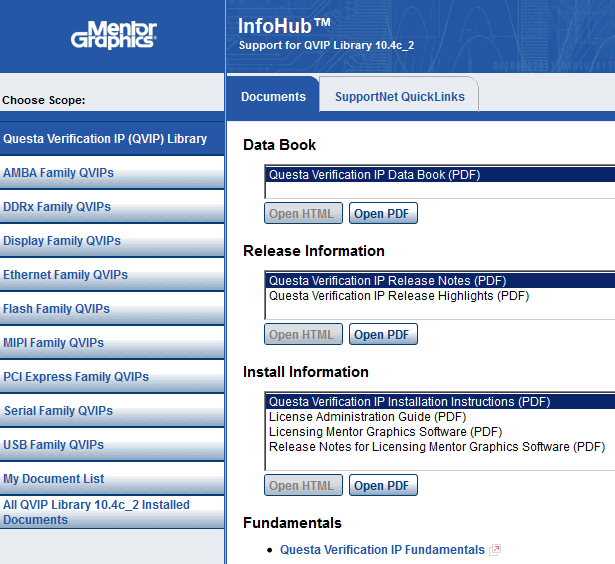 Mentor
Graphics
InfoHub™
Support for QVIP Library 10.4c_2
Choose Scope:
Documents
SupportNet QuickLinks
Questa Verification IP (QVIP) Library
AMBA Family QVIPs
DDRx Family QVIPs
Display Family QVIPs
Ethernet Family QVIPs
Flash Family QVIPs
MIPI Family QVIPs
PCI Express Family QVIPs
Serial Family QVIPs
USB Family QVIPs
My Document List
All QVIP Library 10.4c_2 Installed
Documents
Data Book
Questa Verification IP Data Book (PDF)
Open HTML
Open PDF
Release Information
Questa Verification IP Release Notes (PDF)
Questa Verification IP Release Highlights (PDF)
Open HTML
Open PDF
Install Information
Questa Verification IP Installation Instructions (PDF)
License Administration Guide (PDF)
Licensing Mentor Graphics Software (PDF)
Release Notes for Licensing Mentor Graphics Software (PDF)
Open HTML
Open PDF
Fundamentals
• Questa Verification IP Fundamentals